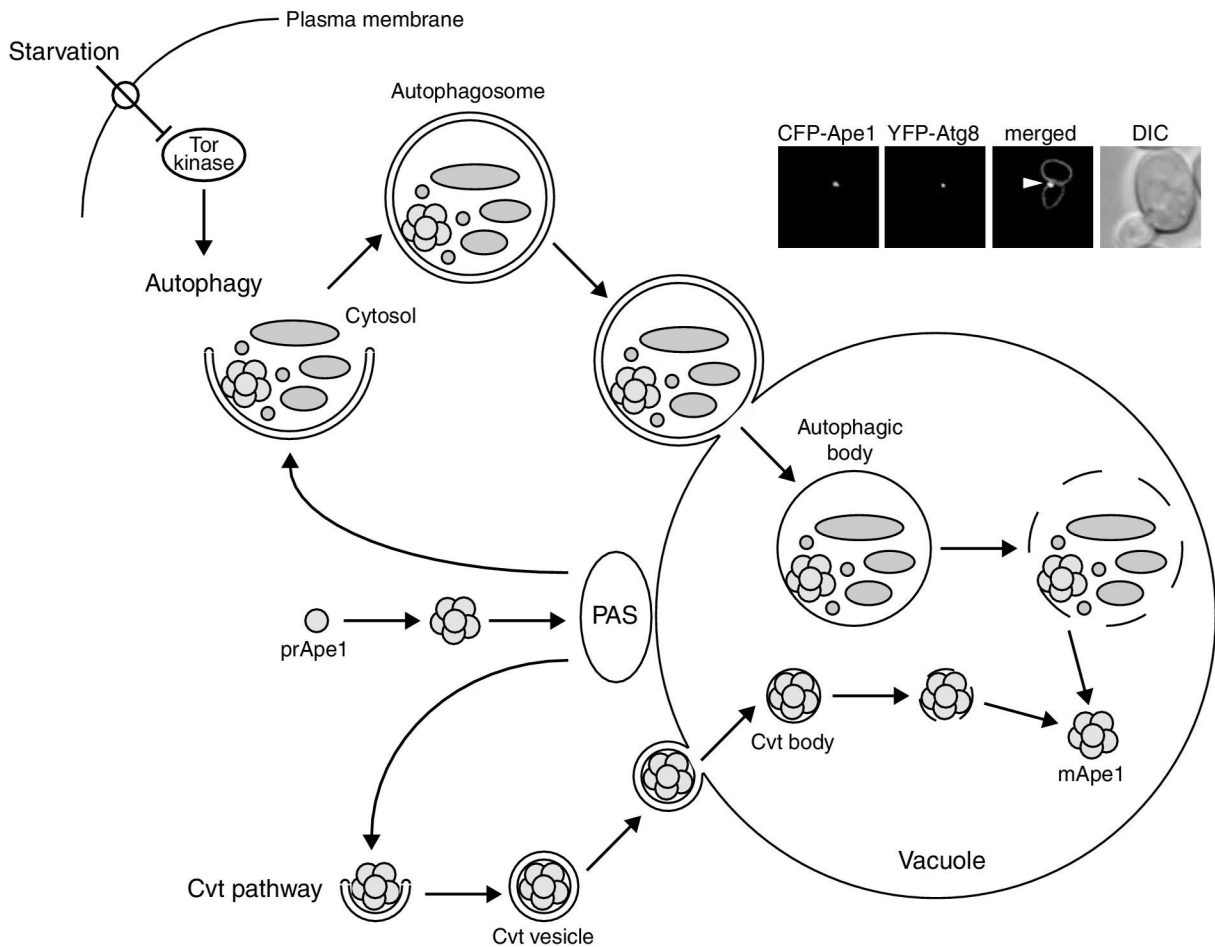 Plasma membrane
Starvation
Tor
kinase
Autophagosome
CFP-Ape1
YFP-Atg8
merged
DIC
Autophagy
Cytosol
Autophagic
body
prApe1
PAS
Cvt body
mApe1
Vacuole
Cvt pathway
Cvt vesicle